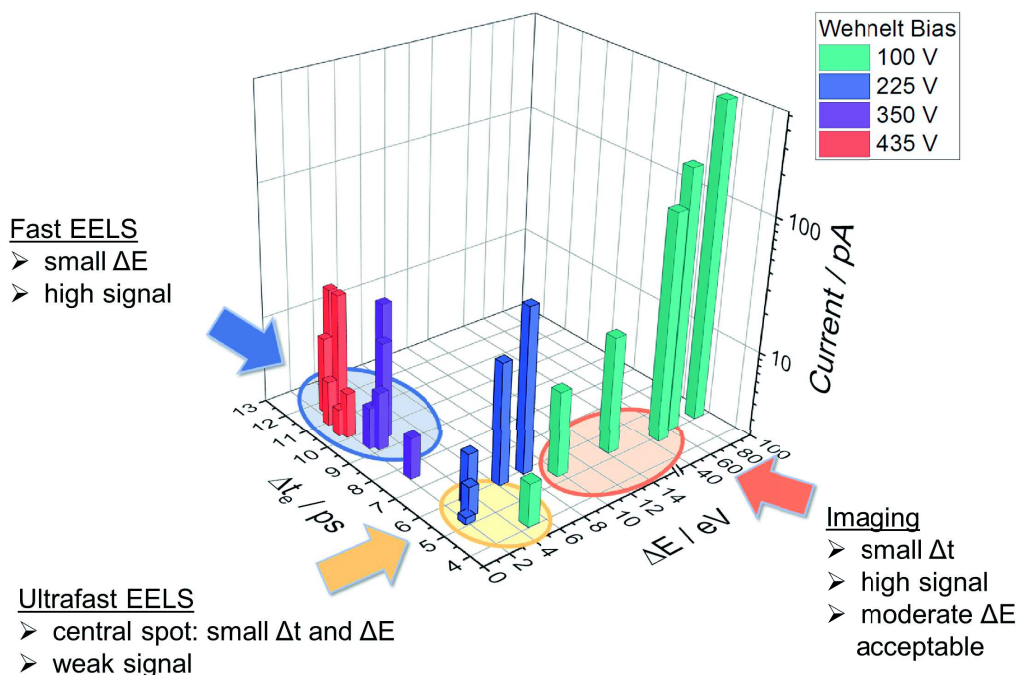 Wehnelt Bias
100 V
225 V
350 V
435 V
Fast EELS
➢ small ΔE
➢ high signal
100
10
Current / pA
13
12
11
10
9
8
7
6
5
4
Δte / ps
0
2
4
6
8
10
12
14
40
60
80
100
ΔE / eV
Imaging
➢ small Δt
➢ high signal
➢ moderate ΔE
acceptable
Ultrafast EELS
➢ central spot: small Δt and ΔE
➢ weak signal